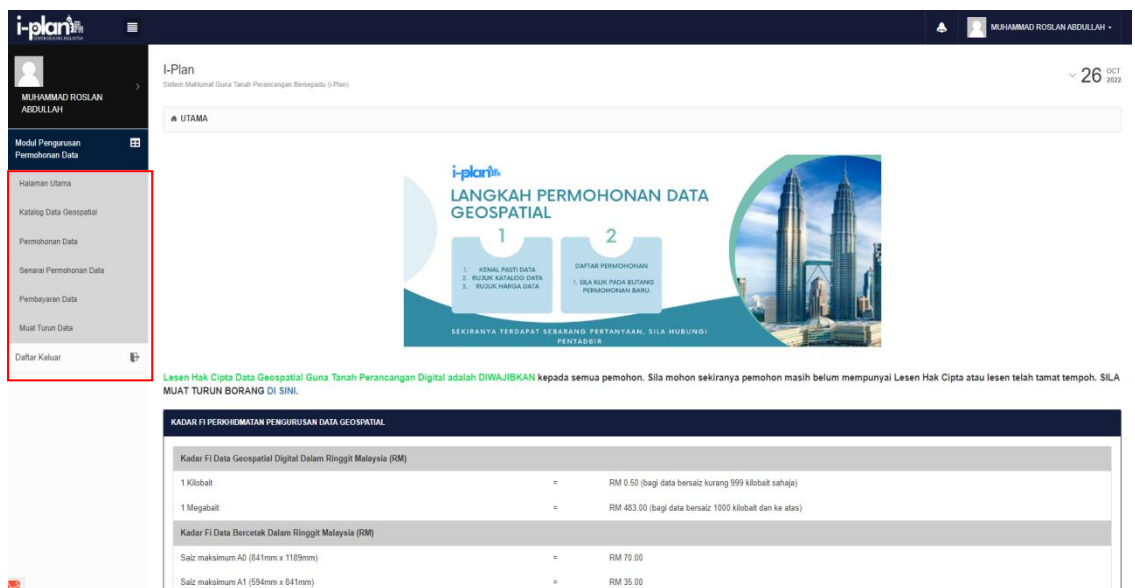 i-plan
SEMENANJUNG MALAYSIA
MUHAMMAD ROSLAN ABDULLAH
MUHAMMAD ROSLAN
ABDULLAH
I-Plan
Sistem Maklumat Guna Tanah Perancangan Bersepadu (i-Plan)
26 OCT 2022
UTAMA
Modul Pengurusan
Permohonan Data
Halaman Utama
Katalog Data Geospatial
Permohonan Data
Senarai Permohonan Data
Pembayaran Data
Muat Turun Data
Daftar Keluar
i-plan
LANGKAH PERMOHONAN DATA
GEOSPATIAL
1
1. KENAL PASTI DATA
2. RUJUK KATALOG DATA
3. RUJUK HARGA DATA
2
DAFTAR PERMOHONAN
1. SILA KLIK PADA BUTANG
PERMOHONAN BARU.
SEKIRANYA TERDAPAT SEBARANG PERTANYAAN, SILA HUBUNGI
PENTADBIR
Lesen Hak Cipta Data Geospatial Guna Tanah Perancangan Digital adalah DIWAJIBKAN kepada semua pemohon. Sila mohon sekiranya pemohon masih belum mempunyai Lesen Hak Cipta atau lesen telah tamat tempoh. SILA
MUAT TURUN BORANG DI SINI.
KADAR FI PERKHIDMATAN PENGURUSAN DATA GEOSPATIAL
Kadar Fi Data Geospatial Digital Dalam Ringgit Malaysia (RM)
1 Kilobait = RM 0.50 (bagi data bersaiz kurang 999 kilobait sahaja)
1 Megabait = RM 483.00 (bagi data bersaiz 1000 kilobait dan ke atas)
Kadar Fi Data Bercetak Dalam Ringgit Malaysia (RM)
Saiz maksimum A0 (841mm x 1189mm) = RM 70.00
Saiz maksimum A1 (594mm x 841mm) = RM 35.00